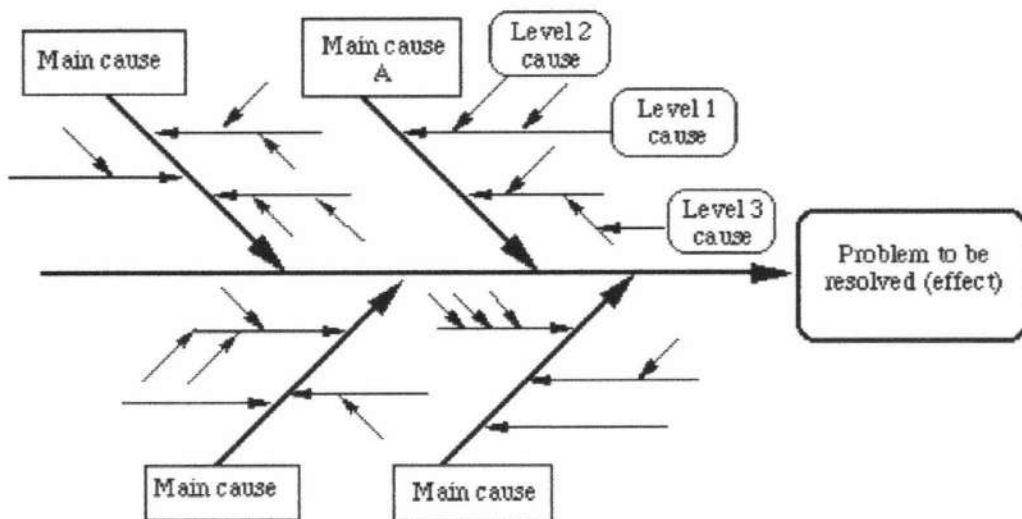 Main cause
Main cause
A
Level 2
cause
Level 1
cause
Level 3
cause
Problem to be
resolved (effect)
Main cause
Main cause